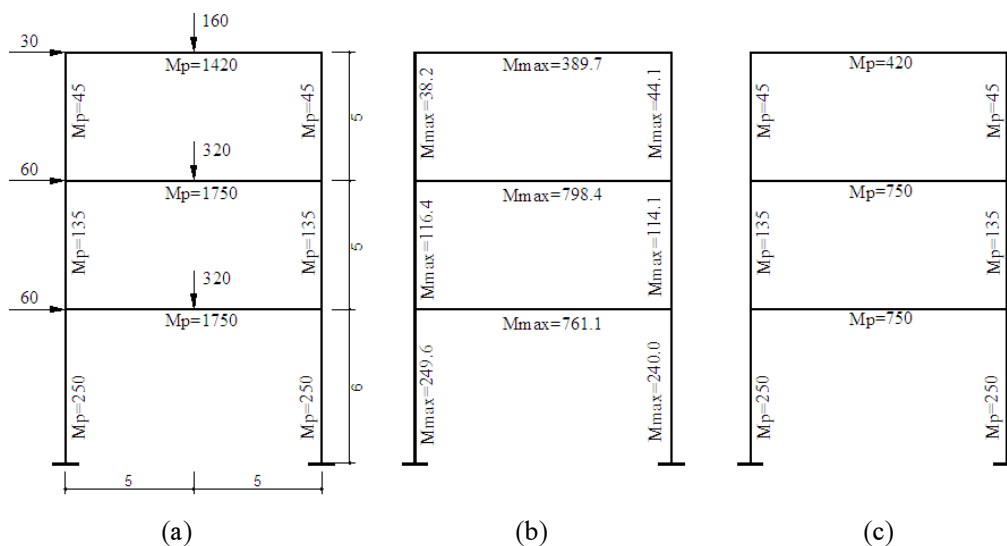 160
30
Mp=1420
Mp=45
Mp=45
5
320
60
Mp=1750
Mp=135
Mp=135
5
320
60
Mp=1750
Mp=250
Mp=250
6
5
5
(a)
Mmax=389.7
Mmax=38.2
Mmax=44.1
Mmax=798.4
Mmax=116.4
Mmax=114.1
Mmax=761.1
Mmax=249.6
Mmax=240.0
(b)
Mp=420
Mp=45
Mp=45
Mp=750
Mp=135
Mp=135
Mp=750
Mp=250
Mp=250
(c)